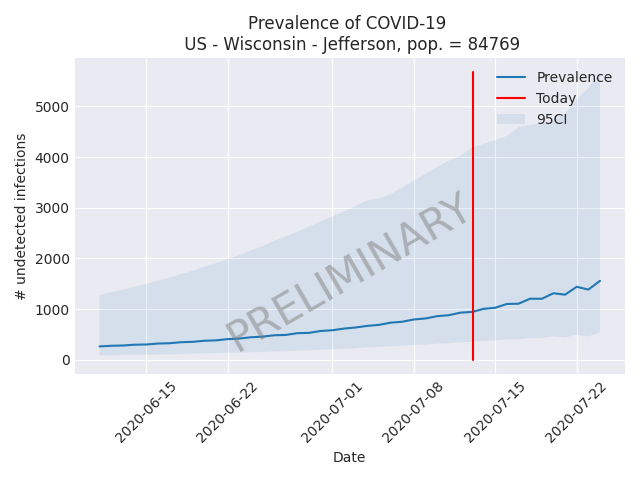 Prevalence of COVID-19
US - Wisconsin - Jefferson, pop. = 84769
Prevalence
Today
95CI
# undetected infections
5000
4000
3000
2000
1000
0
PRELIMINARY
2020-06-15
2020-06-22
2020-07-01
2020-07-08
2020-07-15
2020-07-22
Date